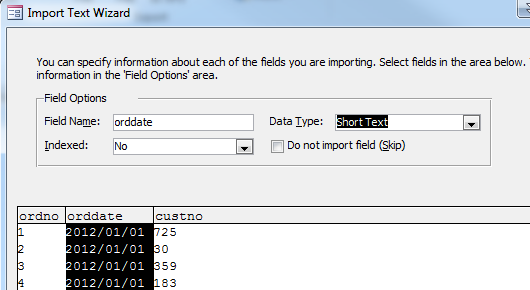 Import Text Wizard
You can specify information about each of the fields you are importing. Select fields in the area below.
information in the 'Field Options' area.
Field Options
Field Name: orddate Data Type: Short Text
Indexed: No Do not import field (Skip)
ordno orddate custno
1 2012/01/01 725
2 2012/01/01 30
3 2012/01/01 359
4 2012/01/01 183